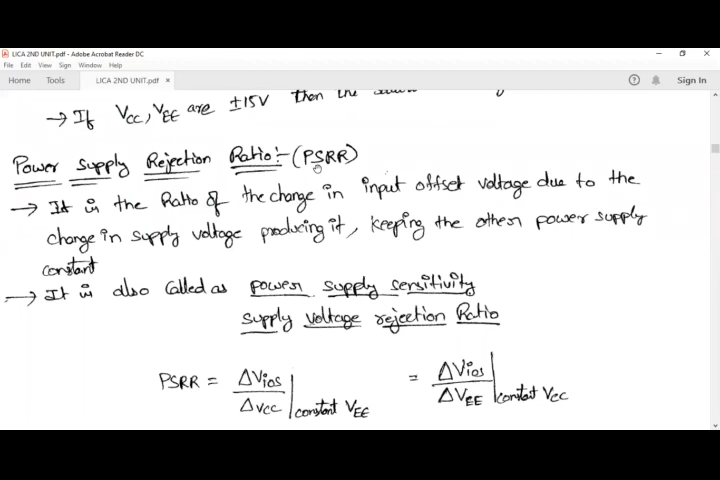 LICA 2ND UNIT.pdf - Adobe Acrobat Reader DC
File Edit View Sign Window Help
Home Tools LICA 2ND UNIT.pdf × Sign In
→ If VCC, VEE are ±15V then the
Power Supply Rejection Ratio:- (PSRR)
→ It is the Ratio of the change in input offset voltage due to the
change in supply voltage producing it, keeping the other power supply
constant
→ It is also called as power supply sensitivity
supply voltage rejection Ratio
PSRR = ΔVios / ΔVCC | constant VEE = ΔVios / ΔVEE | constant VCC